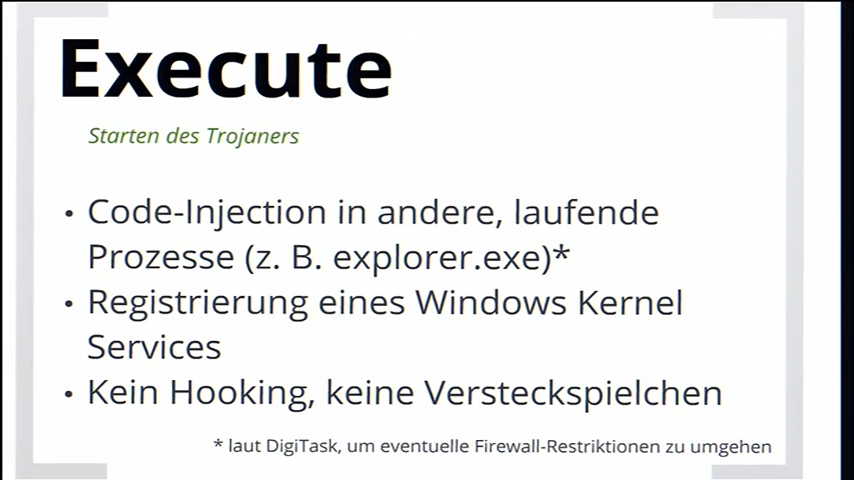 Execute
Starten des Trojaners
• Code-Injection in andere, laufende
Prozesse (z. B. explorer.exe)*
• Registrierung eines Windows Kernel
Services
• Kein Hooking, keine Versteckspielchen
* laut DigiTask, um eventuelle Firewall-Restriktionen zu umgehen